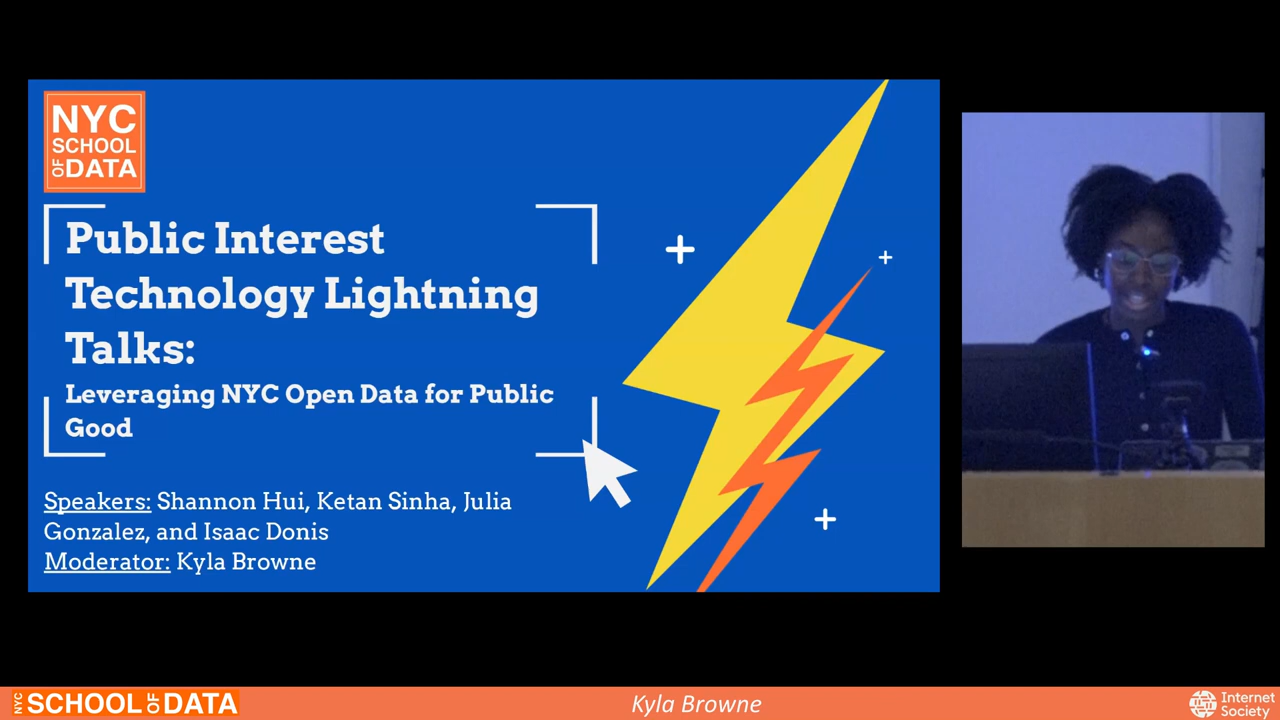 NYC
SCHOOL
OF DATA
Public Interest
Technology Lightning
Talks:
Leveraging NYC Open Data for Public
Good
Speakers: Shannon Hui, Ketan Sinha, Julia
Gonzalez, and Isaac Donis
Moderator: Kyla Browne
NYC SCHOOL OF DATA
Kyla Browne
Internet
Society